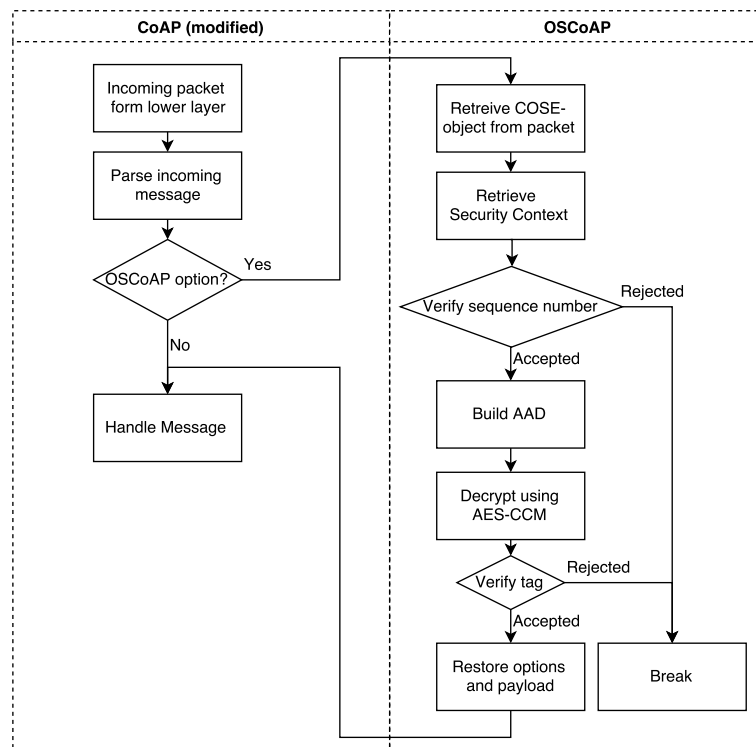 CoAP (modified)
Incoming packet
form lower layer
Parse incoming
message
OSCoAP option?
Yes
No
Handle Message
OSCoAP
Retreive COSE-
object from packet
Retrieve
Security Context
Verify sequence number
Rejected
Accepted
Build AAD
Decrypt using
AES-CCM
Verify tag
Rejected
Accepted
Restore options
and payload
Break